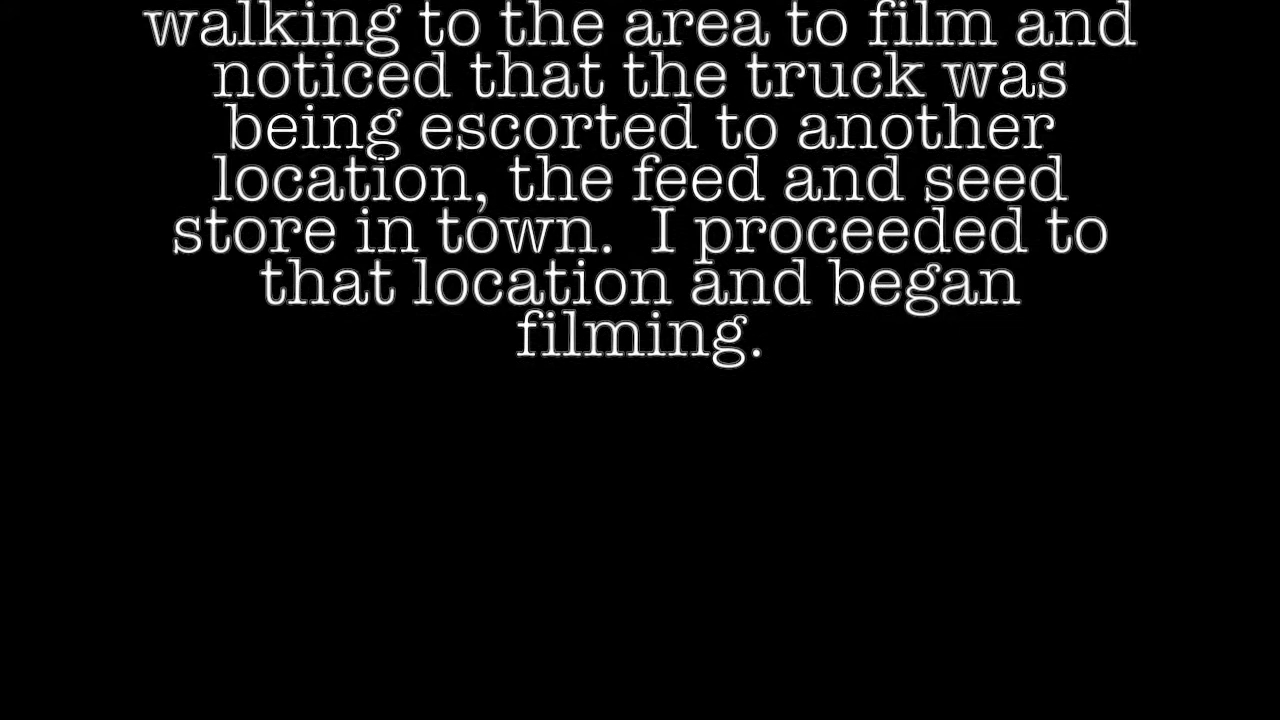 walking to the area to film and
noticed that the truck was
being escorted to another
location, the feed and seed
store in town.  I proceeded to
that location and began
filming.